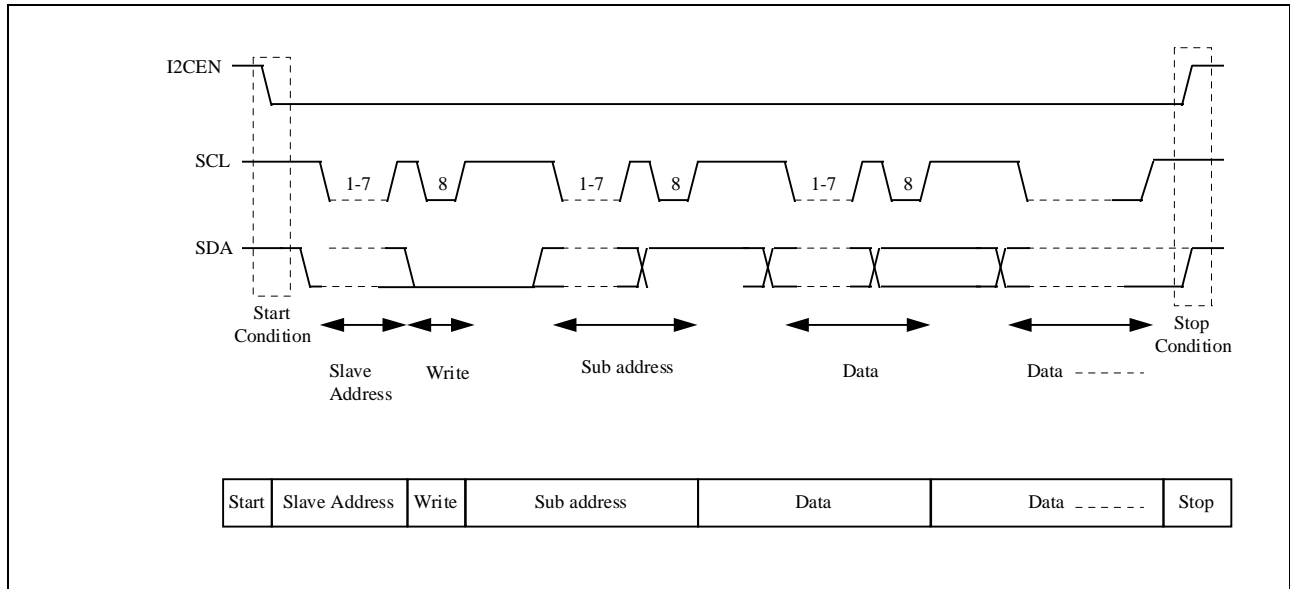 I2CEN
SCL
1-7
8
1-7
8
1-7
8
SDA
Start
Condition
Stop
Condition
Slave
Address
Write
Sub address
Data
Data
Start
Slave Address
Write
Sub address
Data
Data
Stop